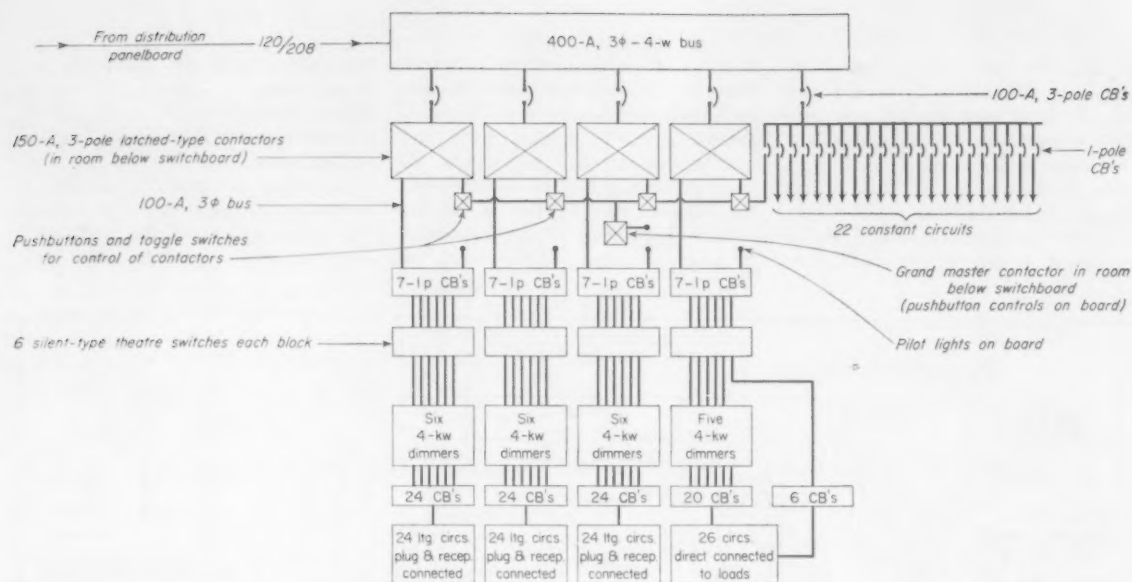 From distribution
panelboard
120/208
400-A, 3Φ-4-w bus
100-A, 3-pole CB's
150-A, 3-pole latched-type contactors
(in room below switchboard)
1-pole
CB's
100-A, 3Φ bus
22 constant circuits
Pushbuttons and toggle switches
for control of contactors
Grand master contactor in room
below switchboard
(pushbutton controls on board)
7-1p CB's
7-1p CB's
7-1p CB's
7-1p CB's
6 silent-type theatre switches each block
Pilot lights on board
Six
4-kw
dimmers
Six
4-kw
dimmers
Six
4-kw
dimmers
Five
4-kw
dimmers
24 CB's
24 CB's
24 CB's
20 CB's
6 CB's
24 ltg. circs.
plug & recep.
connected
24 ltg. circs.
plug & recep.
connected
24 ltg. circs.
plug & recep.
connected
26 circs.
direct connected
to loads